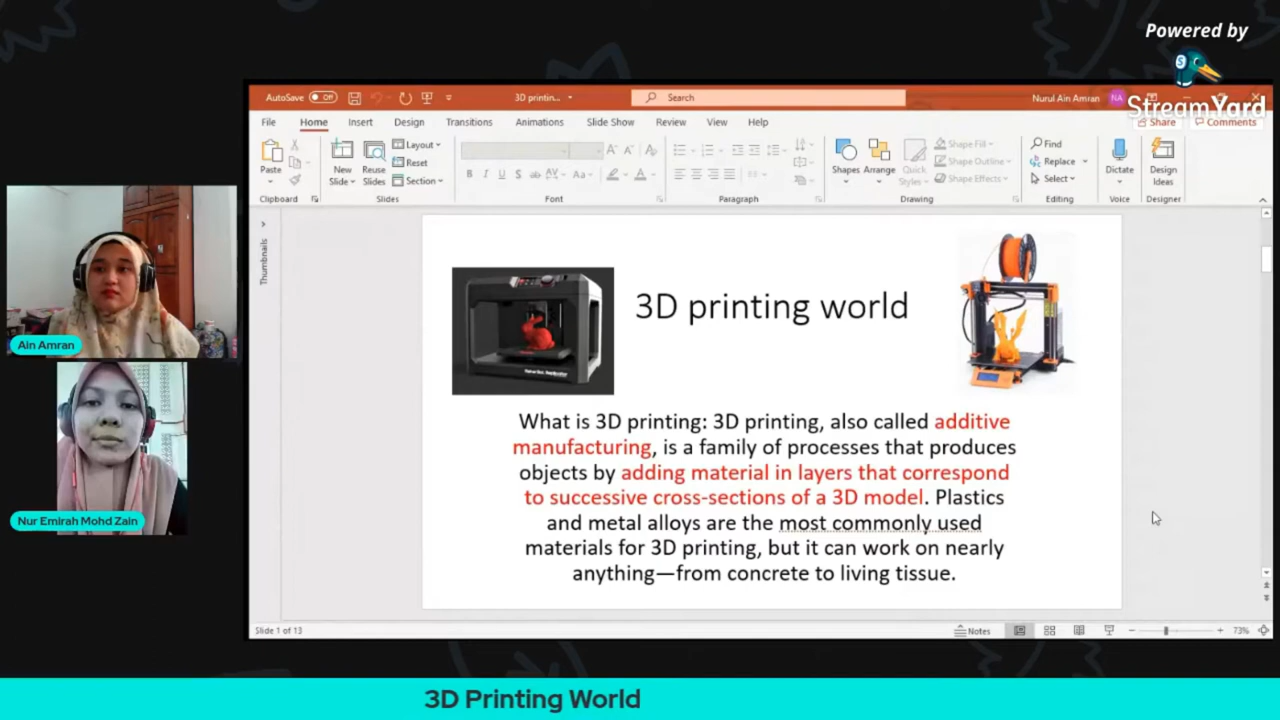 Powered by
StreamYard
AutoSave Off
3D printin...
Search
Nurul Ain Amran
NA
File Home Insert Design Transitions Animations Slide Show Review View Help
Share Comments
Paste
New Slide
Reuse Slides
Layout
Reset
Section
Shapes
Arrange
Quick Styles
Shape Fill
Shape Outline
Shape Effects
Find
Replace
Select
Dictate
Design Ideas
Clipboard Slides Font Paragraph Drawing Editing Voice Designer
Thumbnails
3D printing world
What is 3D printing: 3D printing, also called additive
manufacturing, is a family of processes that produces
objects by adding material in layers that correspond
to successive cross-sections of a 3D model. Plastics
and metal alloys are the most commonly used
materials for 3D printing, but it can work on nearly
anything—from concrete to living tissue.
Ain Amran
Nur Emirah Mohd Zain
Slide 1 of 13
Notes
73%
3D Printing World